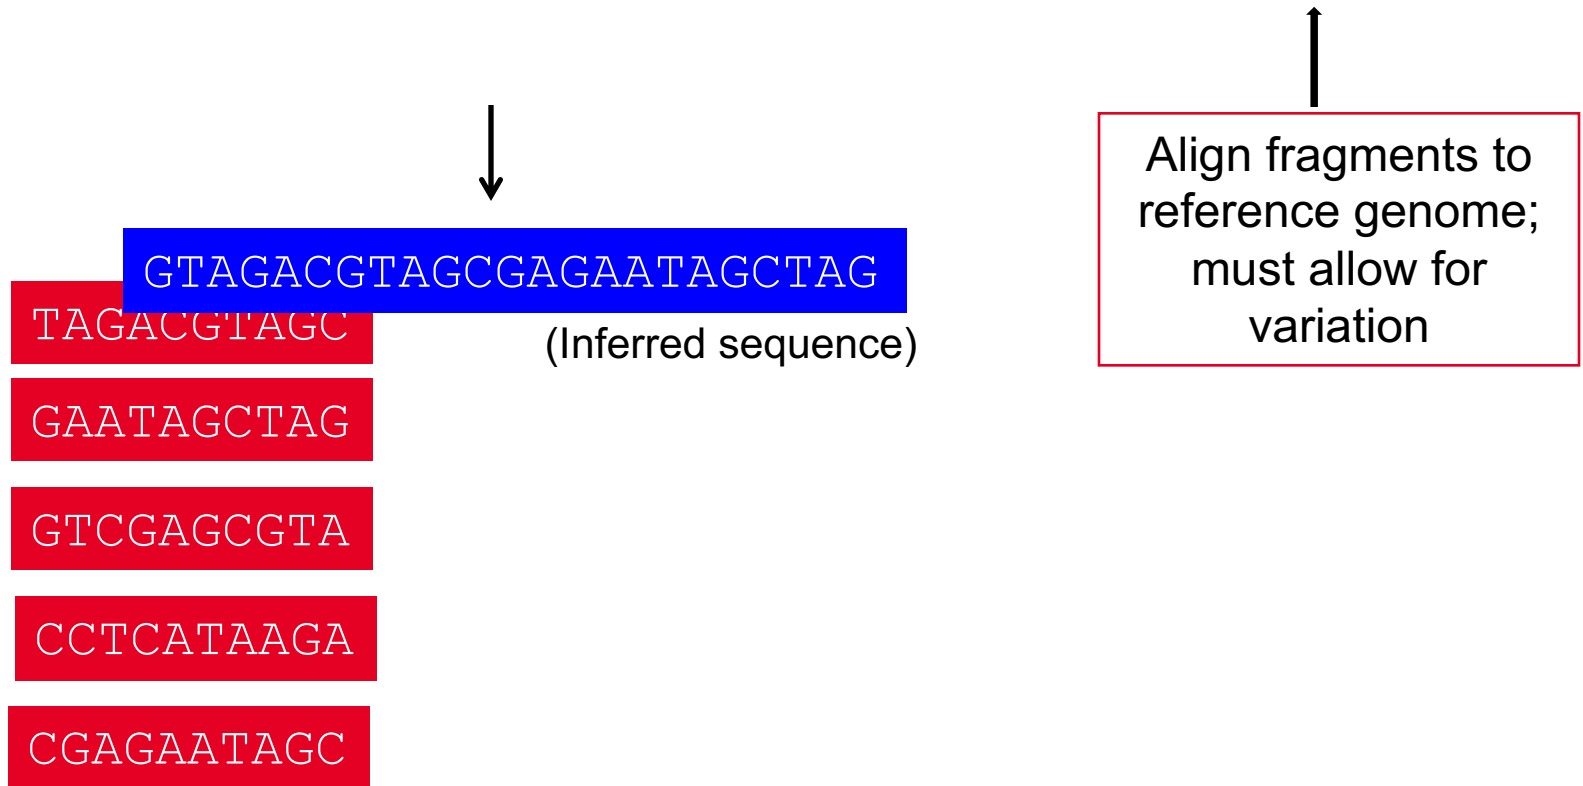 GTAGACGTAGCGAGAATAGCTAG
TAGACGTAGC
(Inferred sequence)
GAATAGCTAG
GTCGAGCGTA
CCTCATAAGA
CGAGAATAGC
Align fragments to
reference genome;
must allow for
variation